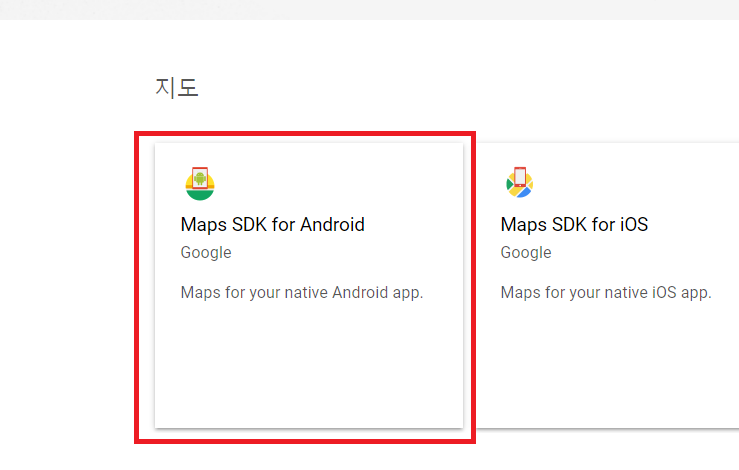 지도
Maps SDK for Android
Google
Maps for your native Android app.
Maps SDK for iOS
Google
Maps for your native iOS app.